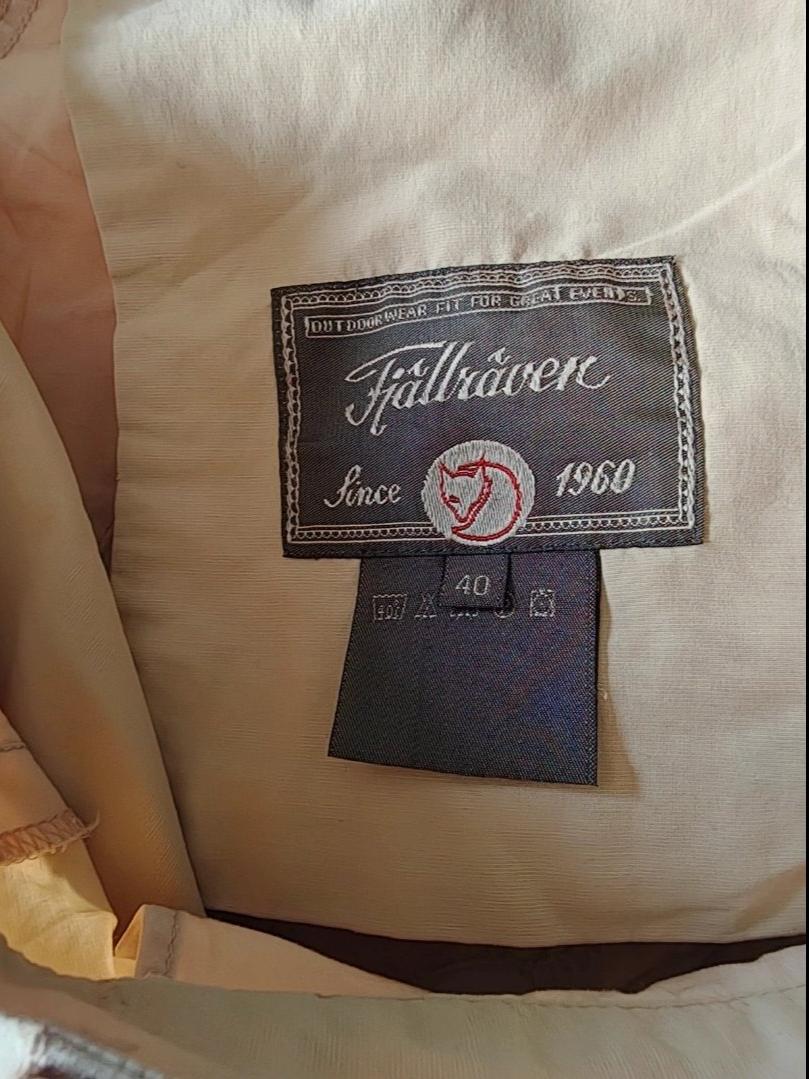 OUTDOORWEAR FIT FOR GREAT EVENTS.
Fjällräven
Since 1960
40